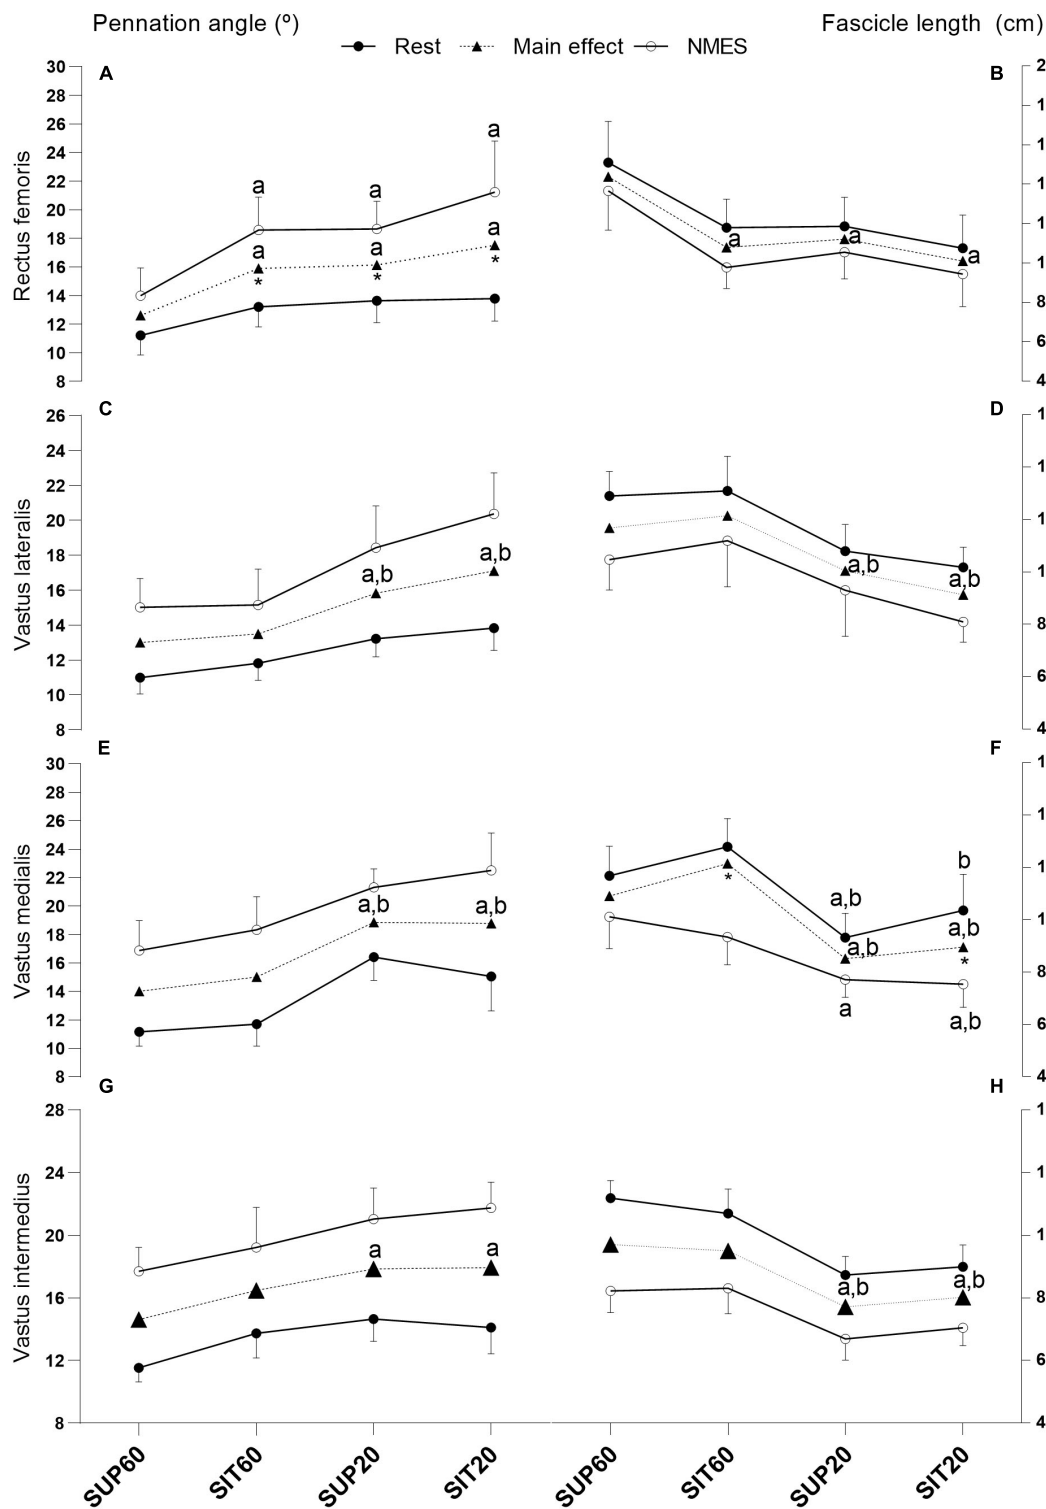 Pennation angle (º) Fascicle length (cm)
Rest Main effect NMES
A B
Rectus femoris
30
28
26
24
22
20
18
16
14
12
10
8
a a a
a a a
* * *
a a a
2
1
1
1
1
1
8
6
4
C D
Vastus lateralis
26
24
22
20
18
16
14
12
10
8
a,b a,b
a,b a,b
1
1
1
1
8
6
4
E F
Vastus medialis
30
28
26
24
22
20
18
16
14
12
10
8
a,b a,b
b
a,b
a,b a,b
* *
a a,b
1
1
1
1
8
6
4
G H
Vastus intermedius
28
24
20
16
12
8
a a
a,b a,b
1
1
1
8
6
4
SUP60 SIT60 SUP20 SIT20 SUP60 SIT60 SUP20 SIT20